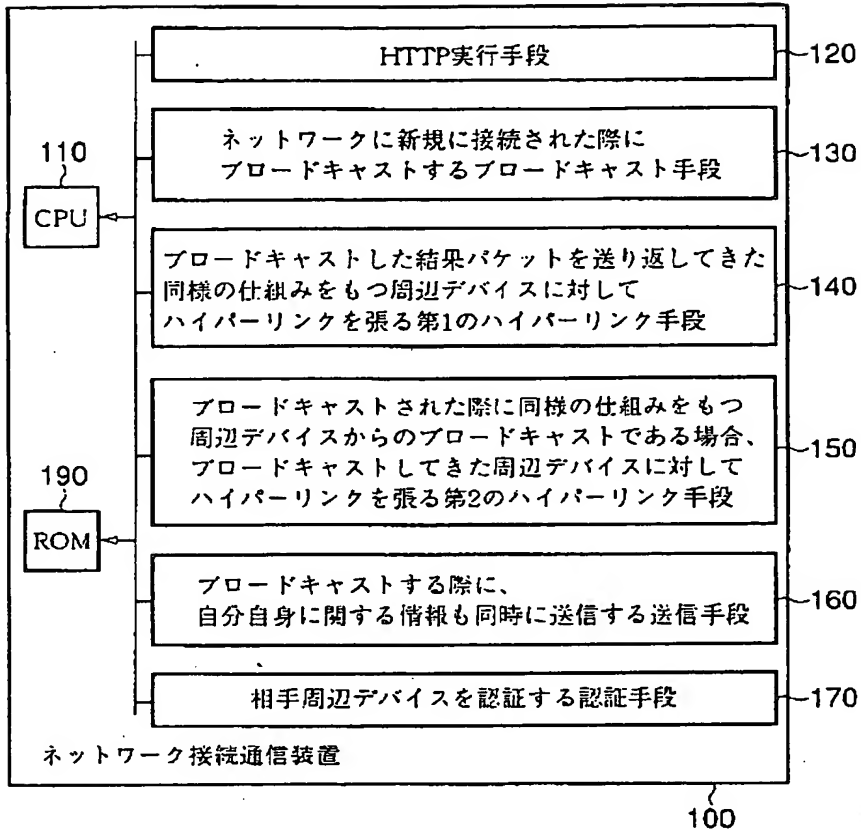 HTTP実行手段
120
ネットワークに新規に接続された際に
ブロードキャストするブロードキャスト手段
130
110
CPU
ブロードキャストした結果パケットを送り返してきた
同様の仕組みをもつ周辺デバイスに対して
ハイパーリンクを張る第1のハイパーリンク手段
140
ブロードキャストされた際に同様の仕組みをもつ
周辺デバイスからのブロードキャストである場合、
ブロードキャストしてきた周辺デバイスに対して
ハイパーリンクを張る第2のハイパーリンク手段
150
190
ROM
ブロードキャストする際に、
自分自身に関する情報も同時に送信する送信手段
160
相手周辺デバイスを認証する認証手段
170
ネットワーク接続通信装置
100